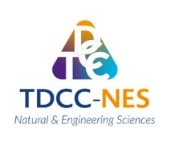 D
T C
C
TDCC-NES
Natural & Engineering Sciences